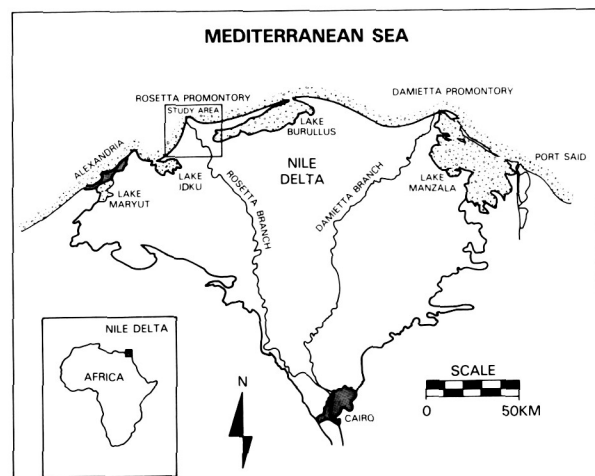 MEDITERRANEAN SEA
ROSETTA PROMONTORY
DAMIETTA PROMONTORY
STUDY AREA
LAKE
BURULLUS
ALEXANDRIA
PORT SAID
NILE
DELTA
LAKE
IDKU
LAKE
MANZALA
LAKE
MARYUT
ROSETTA BRANCH
DAMIETTA BRANCH
NILE DELTA
AFRICA
N
SCALE
0
50KM
CAIRO